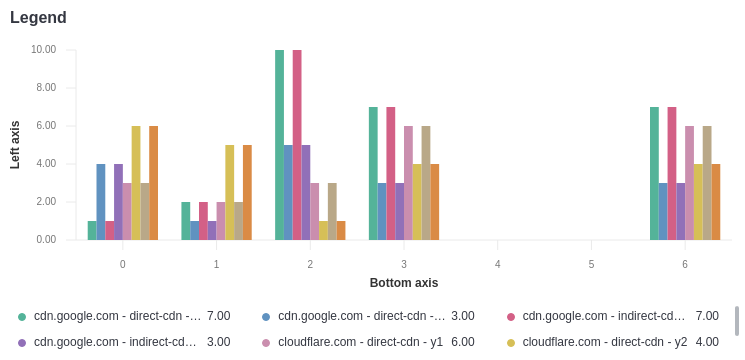 Legend
10.00
8.00
6.00
4.00
2.00
0.00
Left axis
0 1 2 3 4 5 6
Bottom axis
cdn.google.com - direct-cdn -… 7.00
cdn.google.com - direct-cdn -… 3.00
cdn.google.com - indirect-cd… 7.00
cdn.google.com - indirect-cd… 3.00
cloudflare.com - direct-cdn - y1 6.00
cloudflare.com - direct-cdn - y2 4.00